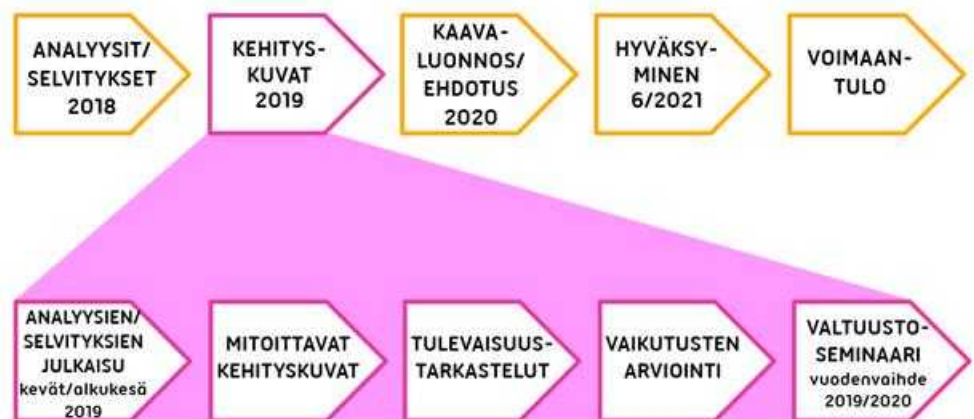 ANALYYSIT/
SELVITYKSET
2018
KEHITYS-
KUVAT
2019
KAAVA-
LUONNOS/
EHDOTUS
2020
HYVÄKSY-
MINEN
6/2021
VOIMAAN-
TULO
ANALYYSIEN/
SELVITYKSIEN
JULKAISU
kevät/alkukesä
2019
MITOITTAVAT
KEHITYSKUVAT
TULEVAISUUS-
TARKASTELUT
VAIKUTUSTEN
ARVIOINTI
VALTUUSTO-
SEMINAARI
vuodenvaihde
2019/2020